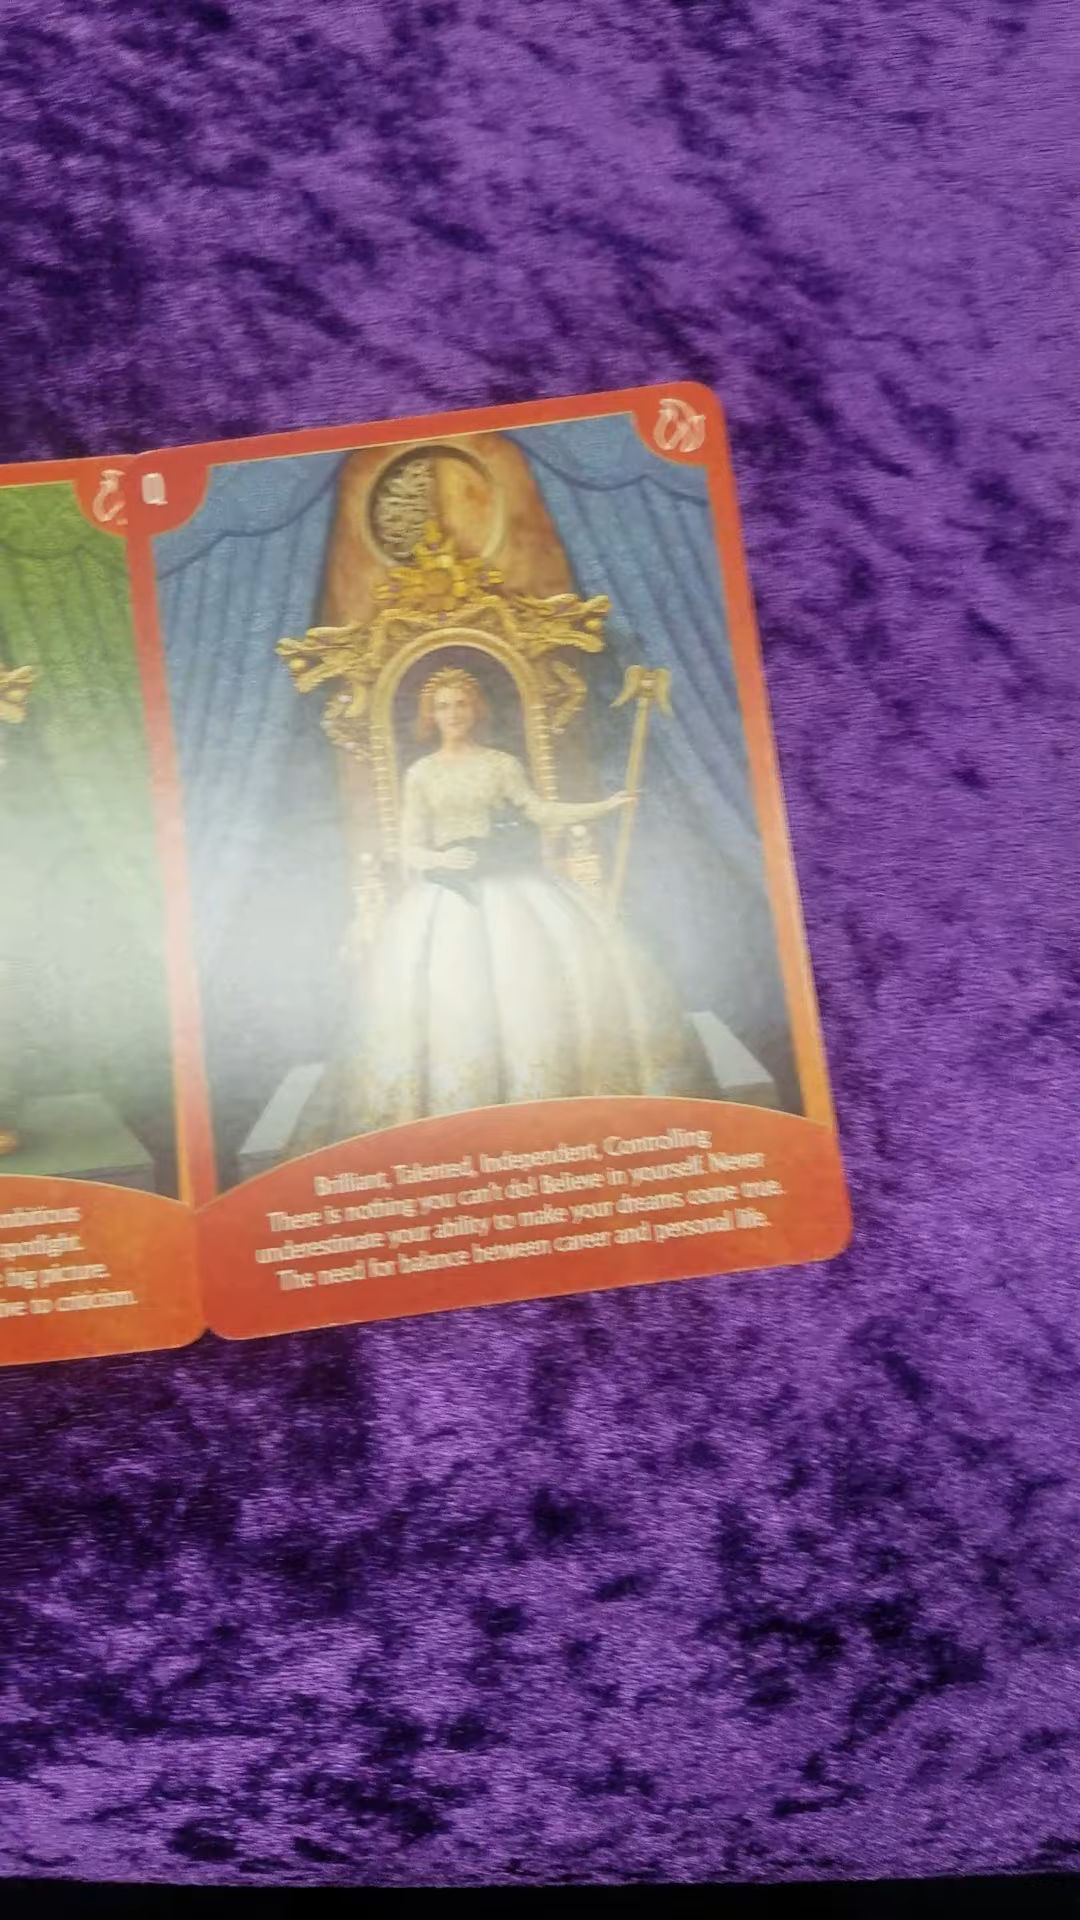 Q
Brilliant, Talented, Independent, Controlling
There is nothing you can't do! Believe in yourself. Never
underestimate your ability to make your dreams come true.
The need for balance between career and personal life.
mbitious
spotlight.
big picture.
ive to criticism.